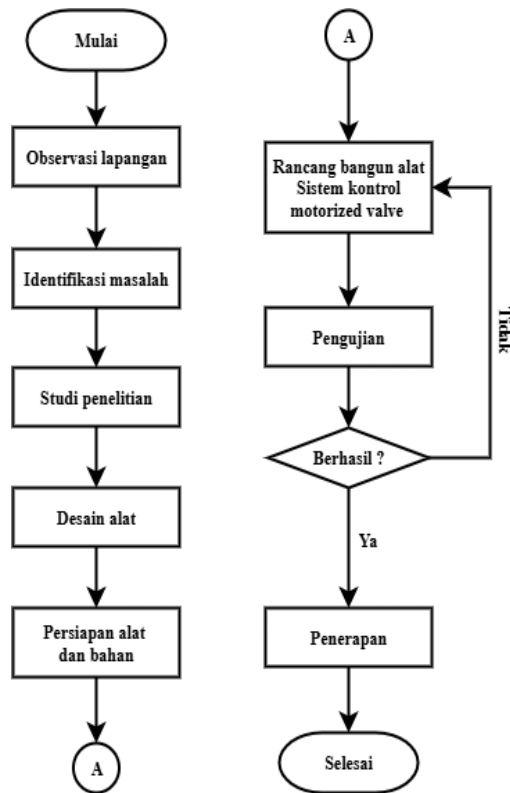 Mulai
Observasi lapangan
Identifikasi masalah
Studi penelitian
Desain alat
Persiapan alat
dan bahan
A
A
Rancang bangun alat
Sistem kontrol
motorized valve
Pengujian
Berhasil ?
Tidak
Ya
Penerapan
Selesai